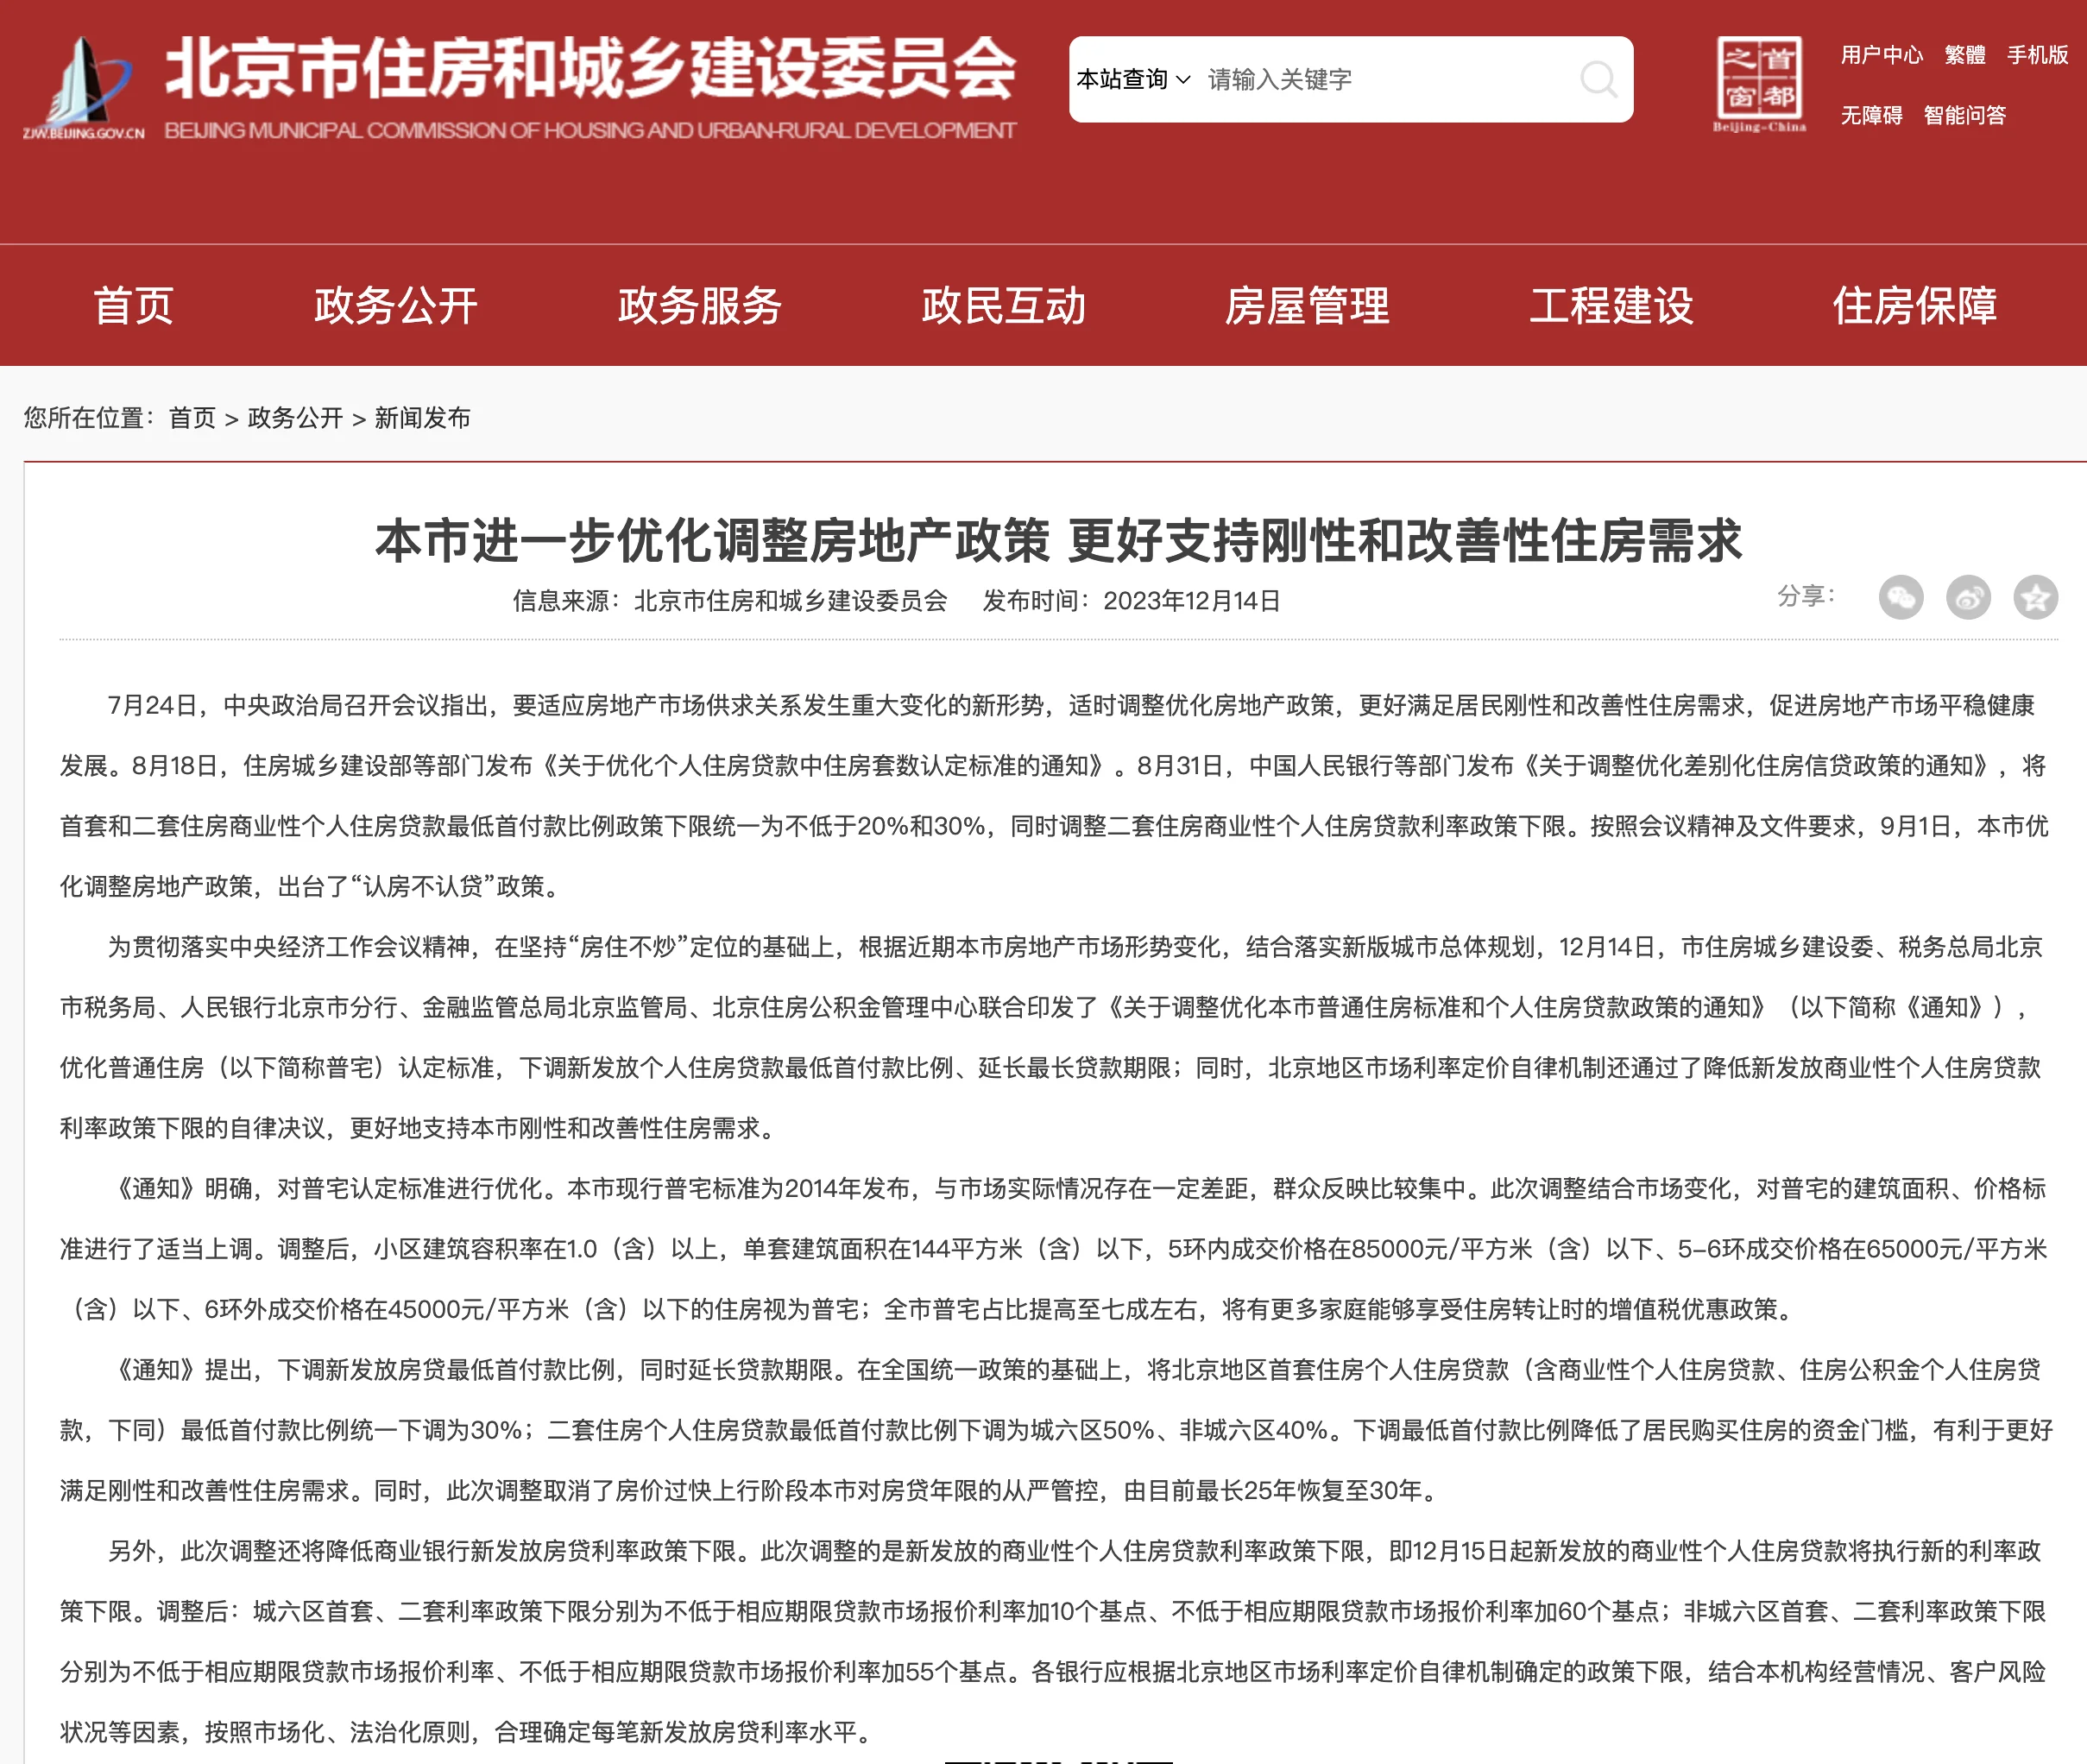 北京市住房和城乡建设委员会
ZJW.BEIJING.GOV.CN
BEIJING MUNICIPAL COMMISSION OF HOUSING AND URBAN-RURAL DEVELOPMENT
本站查询 请输入关键字
首都之窗
Beijing-China
用户中心 繁體 手机版
无障碍 智能问答
首页 政务公开 政务服务 政民互动 房屋管理 工程建设 住房保障
您所在位置：首页 > 政务公开 > 新闻发布
本市进一步优化调整房地产政策 更好支持刚性和改善性住房需求
信息来源：北京市住房和城乡建设委员会 发布时间：2023年12月14日
分享：
7月24日，中央政治局召开会议指出，要适应房地产市场供求关系发生重大变化的新形势，适时调整优化房地产政策，更好满足居民刚性和改善性住房需求，促进房地产市场平稳健康
发展。8月18日，住房城乡建设部等部门发布《关于优化个人住房贷款中住房套数认定标准的通知》。8月31日，中国人民银行等部门发布《关于调整优化差别化住房信贷政策的通知》，将
首套和二套住房商业性个人住房贷款最低首付款比例政策下限统一为不低于20%和30%，同时调整二套住房商业性个人住房贷款利率政策下限。按照会议精神及文件要求，9月1日，本市优
化调整房地产政策，出台了“认房不认贷”政策。
为贯彻落实中央经济工作会议精神，在坚持“房住不炒”定位的基础上，根据近期本市房地产市场形势变化，结合落实新版城市总体规划，12月14日，市住房城乡建设委、税务总局北京
市税务局、人民银行北京市分行、金融监管总局北京监管局、北京住房公积金管理中心联合印发了《关于调整优化本市普通住房标准和个人住房贷款政策的通知》（以下简称《通知》），
优化普通住房（以下简称普宅）认定标准，下调新发放个人住房贷款最低首付款比例、延长最长贷款期限；同时，北京地区市场利率定价自律机制还通过了降低新发放商业性个人住房贷款
利率政策下限的自律决议，更好地支持本市刚性和改善性住房需求。
《通知》明确，对普宅认定标准进行优化。本市现行普宅标准为2014年发布，与市场实际情况存在一定差距，群众反映比较集中。此次调整结合市场变化，对普宅的建筑面积、价格标
准进行了适当上调。调整后，小区建筑容积率在1.0（含）以上，单套建筑面积在144平方米（含）以下，5环内成交价格在85000元/平方米（含）以下、5-6环成交价格在65000元/平方米
（含）以下、6环外成交价格在45000元/平方米（含）以下的住房视为普宅；全市普宅占比提高至七成左右，将有更多家庭能够享受住房转让时的增值税优惠政策。
《通知》提出，下调新发放房贷最低首付款比例，同时延长贷款期限。在全国统一政策的基础上，将北京地区首套住房个人住房贷款（含商业性个人住房贷款、住房公积金个人住房贷
款，下同）最低首付款比例统一下调为30%；二套住房个人住房贷款最低首付款比例下调为城六区50%、非城六区40%。下调最低首付款比例降低了居民购买住房的资金门槛，有利于更好
满足刚性和改善性住房需求。同时，此次调整取消了房价过快上行阶段本市对房贷年限的从严管控，由目前最长25年恢复至30年。
另外，此次调整还将降低商业银行新发放房贷利率政策下限。此次调整的是新发放的商业性个人住房贷款利率政策下限，即12月15日起新发放的商业性个人住房贷款将执行新的利率政
策下限。调整后：城六区首套、二套利率政策下限分别为不低于相应期限贷款市场报价利率加10个基点、不低于相应期限贷款市场报价利率加60个基点；非城六区首套、二套利率政策下限
分别为不低于相应期限贷款市场报价利率、不低于相应期限贷款市场报价利率加55个基点。各银行应根据北京地区市场利率定价自律机制确定的政策下限，结合本机构经营情况、客户风险
状况等因素，按照市场化、法治化原则，合理确定每笔新发放房贷利率水平。